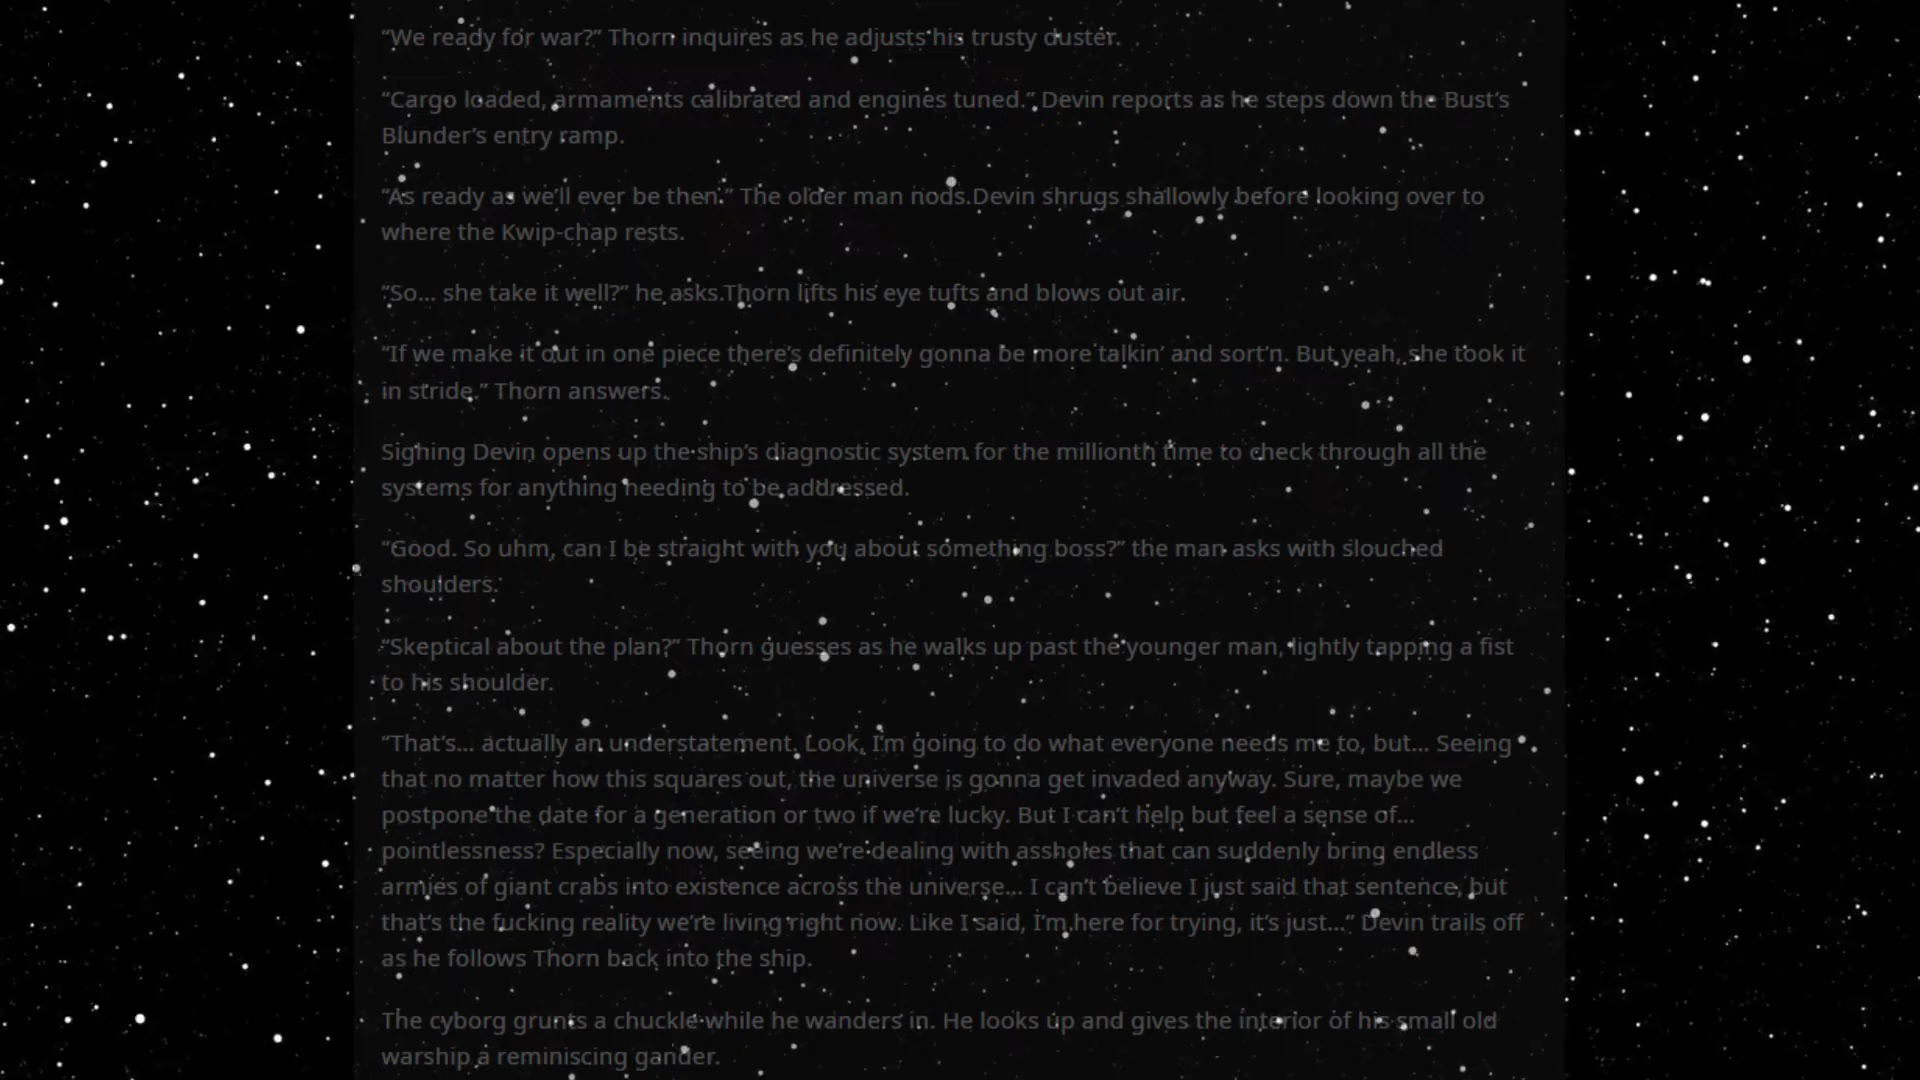 “We ready for war?” Thorn inquires as he adjusts his trusty duster.
“Cargo loaded, armaments calibrated and engines tuned.” Devin reports as he steps down the Bust’s
Blunder’s entry ramp.
“As ready as we’ll ever be then.” The older man nods.Devin shrugs shallowly before looking over to
where the Kwip-chap rests.
“So… she take it well?” he asks.Thorn lifts his eye tufts and blows out air.
“If we make it out in one piece there’s definitely gonna be more talkin’ and sort’n. But yeah, she took it
in stride.” Thorn answers.
Sighing Devin opens up the ship’s diagnostic system for the millionth time to check through all the
systems for anything needing to be addressed.
“Good. So uhm, can I be straight with you about something boss?” the man asks with slouched
shoulders.
“Skeptical about the plan?” Thorn guesses as he walks up past the younger man, lightly tapping a fist
to his shoulder.
“That’s… actually an understatement. Look, I’m going to do what everyone needs me to, but… Seeing
that no matter how this squares out, the universe is gonna get invaded anyway. Sure, maybe we
postpone the date for a generation or two if we’re lucky. But I can’t help but feel a sense of…
pointlessness? Especially now, seeing we’re dealing with assholes that can suddenly bring endless
armies of giant crabs into existence across the universe… I can’t believe I just said that sentence, but
that’s the fucking reality we’re living right now. Like I said, I’m here for trying, it’s just…” Devin trails off
as he follows Thorn back into the ship.
The cyborg grunts a chuckle while he wanders in. He looks up and gives the interior of his small old
warship a reminiscing gander.